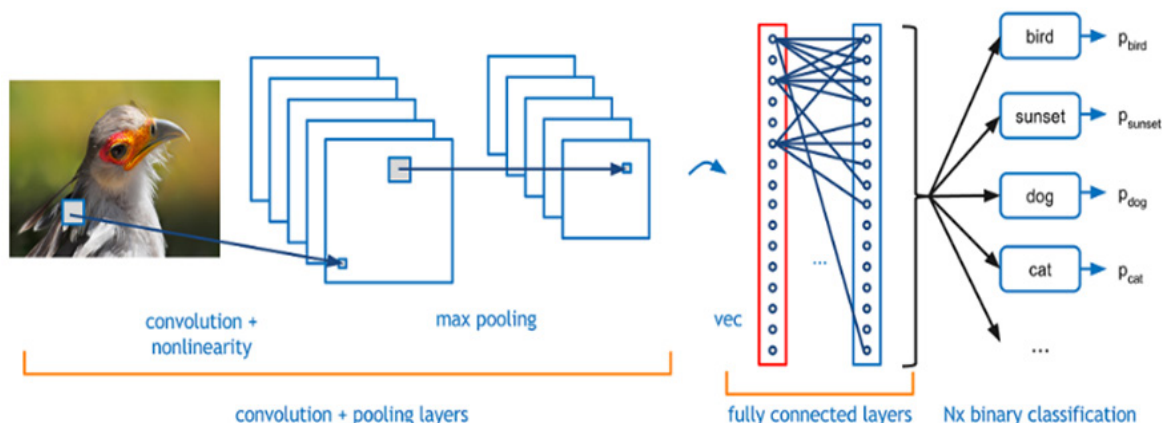 bird
p_bird
sunset
p_sunset
dog
p_dog
cat
p_cat
...
...
convolution +
nonlinearity
max pooling
vec
convolution + pooling layers
fully connected layers
Nx binary classification